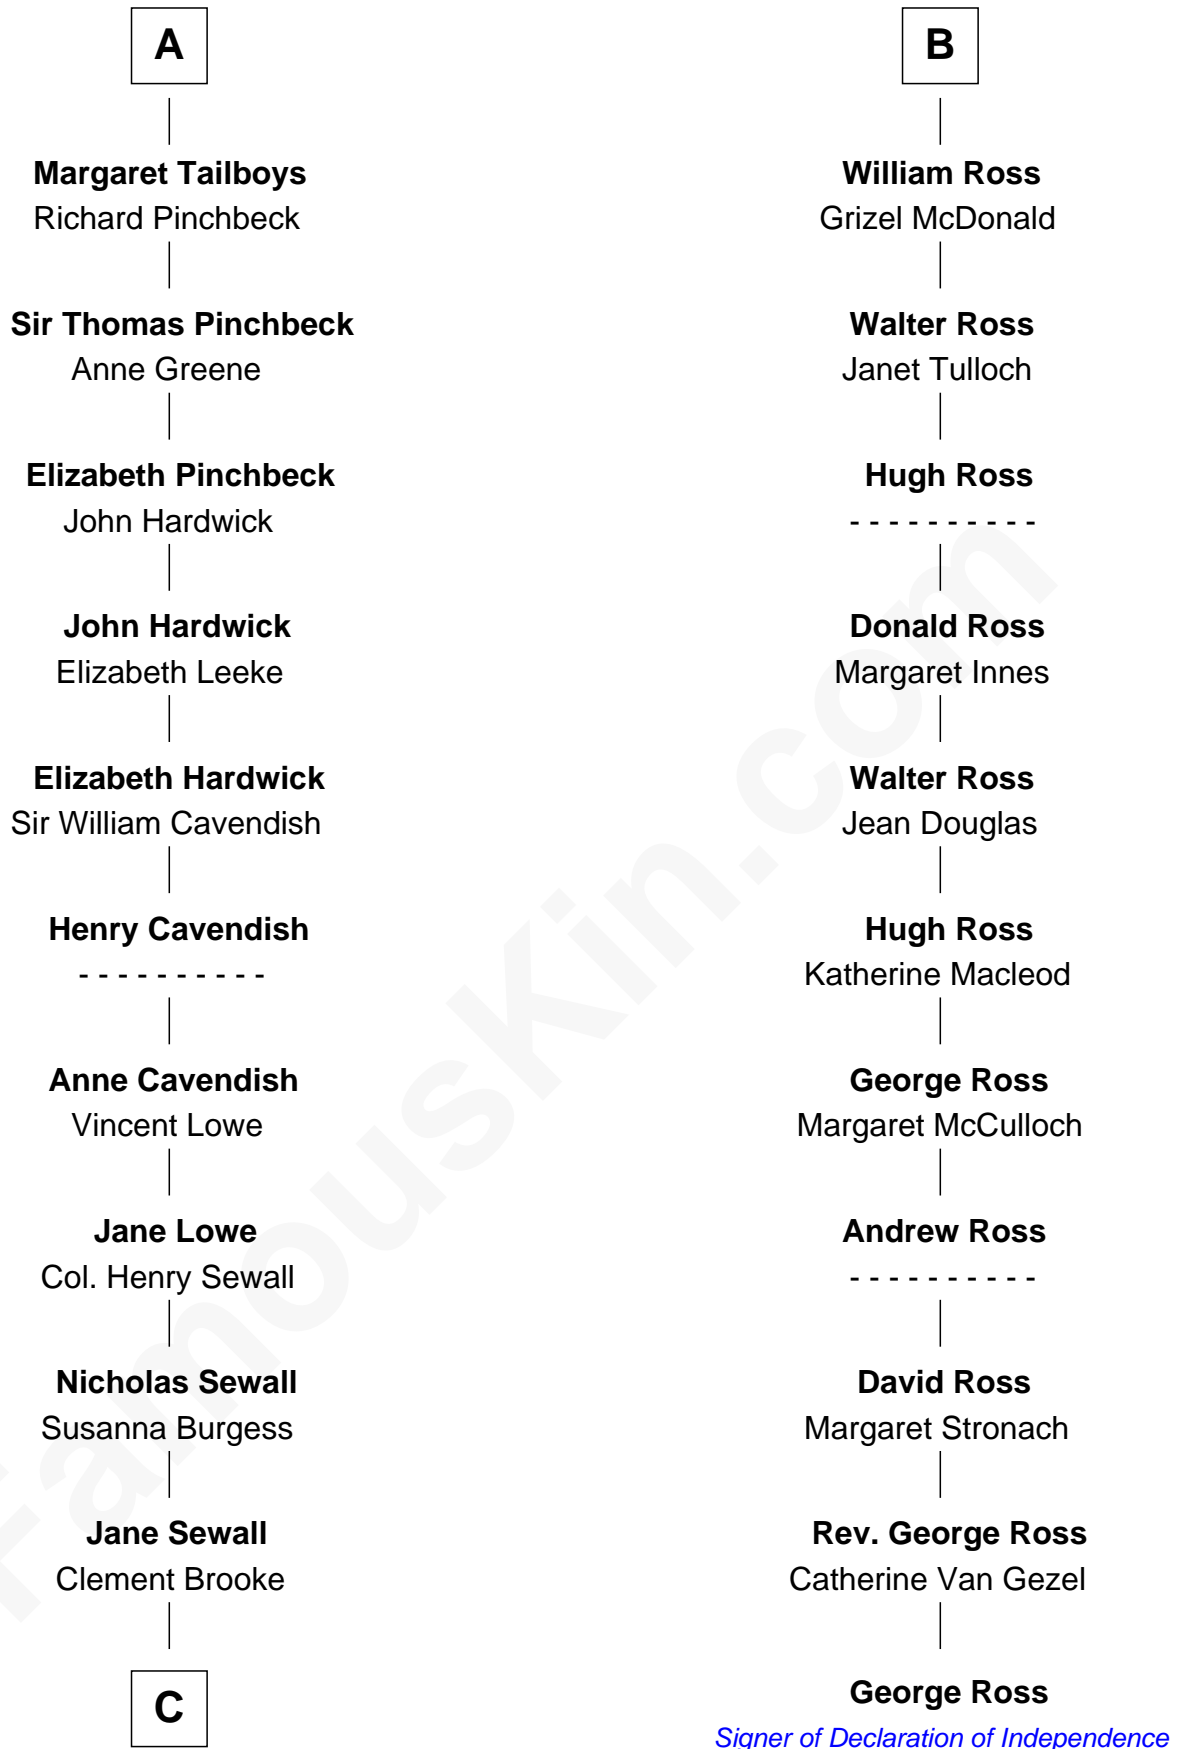 A
Margaret Tailboys
Richard Pinchbeck
Sir Thomas Pinchbeck
Anne Greene
Elizabeth Pinchbeck
John Hardwick
John Hardwick
Elizabeth Leeke
Elizabeth Hardwick
Sir William Cavendish
Henry Cavendish
- - - - - - - - - -
Anne Cavendish
Vincent Lowe
Jane Lowe
Col. Henry Sewall
Nicholas Sewall
Susanna Burgess
Jane Sewall
Clement Brooke
C
B
William Ross
Grizel McDonald
Walter Ross
Janet Tulloch
Hugh Ross
- - - - - - - - - -
Donald Ross
Margaret Innes
Walter Ross
Jean Douglas
Hugh Ross
Katherine Macleod
George Ross
Margaret McCulloch
Andrew Ross
- - - - - - - - - -
David Ross
Margaret Stronach
Rev. George Ross
Catherine Van Gezel
George Ross
Signer of Declaration of Independence
FamousKin.com